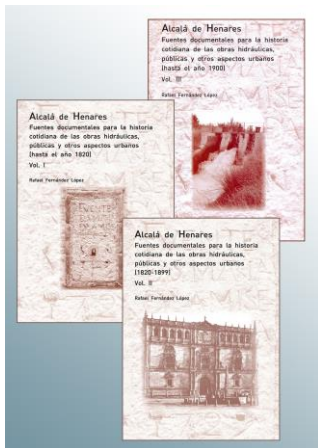 Alcalá de Henares
Fuentes documentales para la historia
cotidiana de las obras hidráulicas,
públicas y otros aspectos urbanos
(hasta el año 1900)
Vol. III
Rafael Fernández López
Alcalá de Henares
Fuentes documentales para la historia
cotidiana de las obras hidráulicas,
públicas y otros aspectos urbanos
(hasta el año 1820)
Vol. I
Rafael Fernández López
Alcalá de Henares
Fuentes documentales para la historia
cotidiana de las obras hidráulicas,
públicas y otros aspectos urbanos
(1820-1899)
Vol. II
Rafael Fernández López